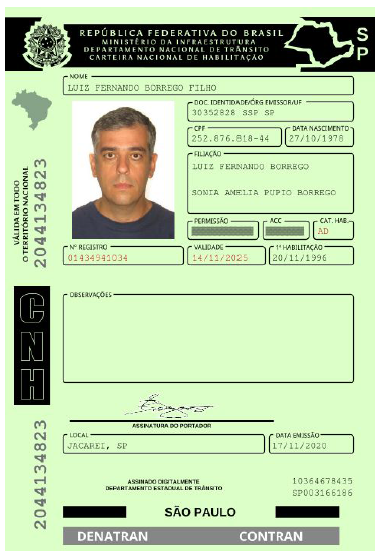 REPÚBLICA FEDERATIVA DO BRASIL
MINISTÉRIO DA INFRAESTRUTURA
DEPARTAMENTO NACIONAL DE TRÂNSITO
CARTEIRA NACIONAL DE HABILITAÇÃO
SP
NOME
LUIZ FERNANDO BORREGO FILHO
DOC. IDENTIDADE/ÓRG EMISSOR/UF
30352828 SSP SP
CPF
252.876.818-44
DATA NASCIMENTO
27/10/1978
FILIAÇÃO
LUIZ FERNANDO BORREGO
SONIA AMELIA PUPIO BORREGO
PERMISSÃO
ACC
CAT. HAB.
AD
Nº REGISTRO
01434941034
VALIDADE
14/11/2025
1ª HABILITAÇÃO
20/11/1996
VÁLIDA EM TODO
O TERRITÓRIO NACIONAL
2044134823
OBSERVAÇÕES
CNH
ASSINATURA DO PORTADOR
LOCAL
JACAREI, SP
DATA EMISSÃO
17/11/2020
2044134823
ASSINADO DIGITALMENTE
DEPARTAMENTO ESTADUAL DE TRÂNSITO
10364678435
SP003166186
SÃO PAULO
DENATRAN CONTRAN